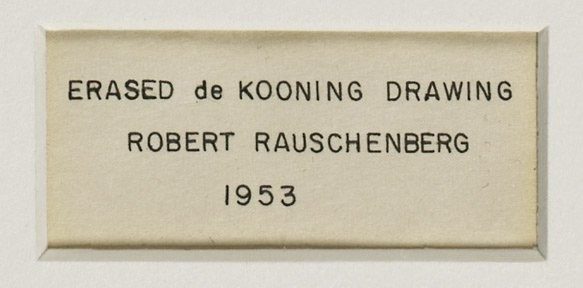 ERASED de KOONING DRAWING
ROBERT RAUSCHENBERG
1953